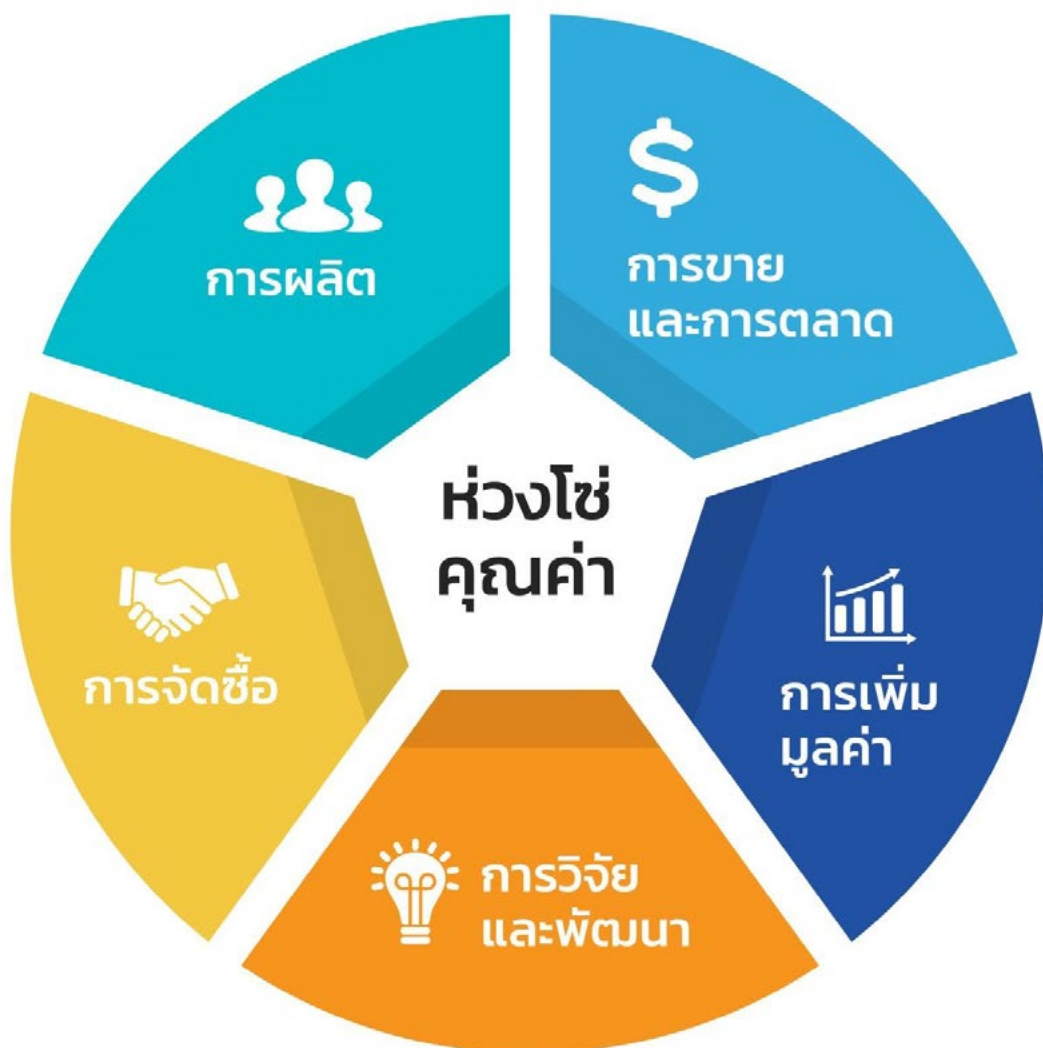 การผลิต
$
การขาย
และการตลาด
ห่วงโซ่
คุณค่า
การจัดซื้อ
การเพิ่ม
มูลค่า
การวิจัย
และพัฒนา